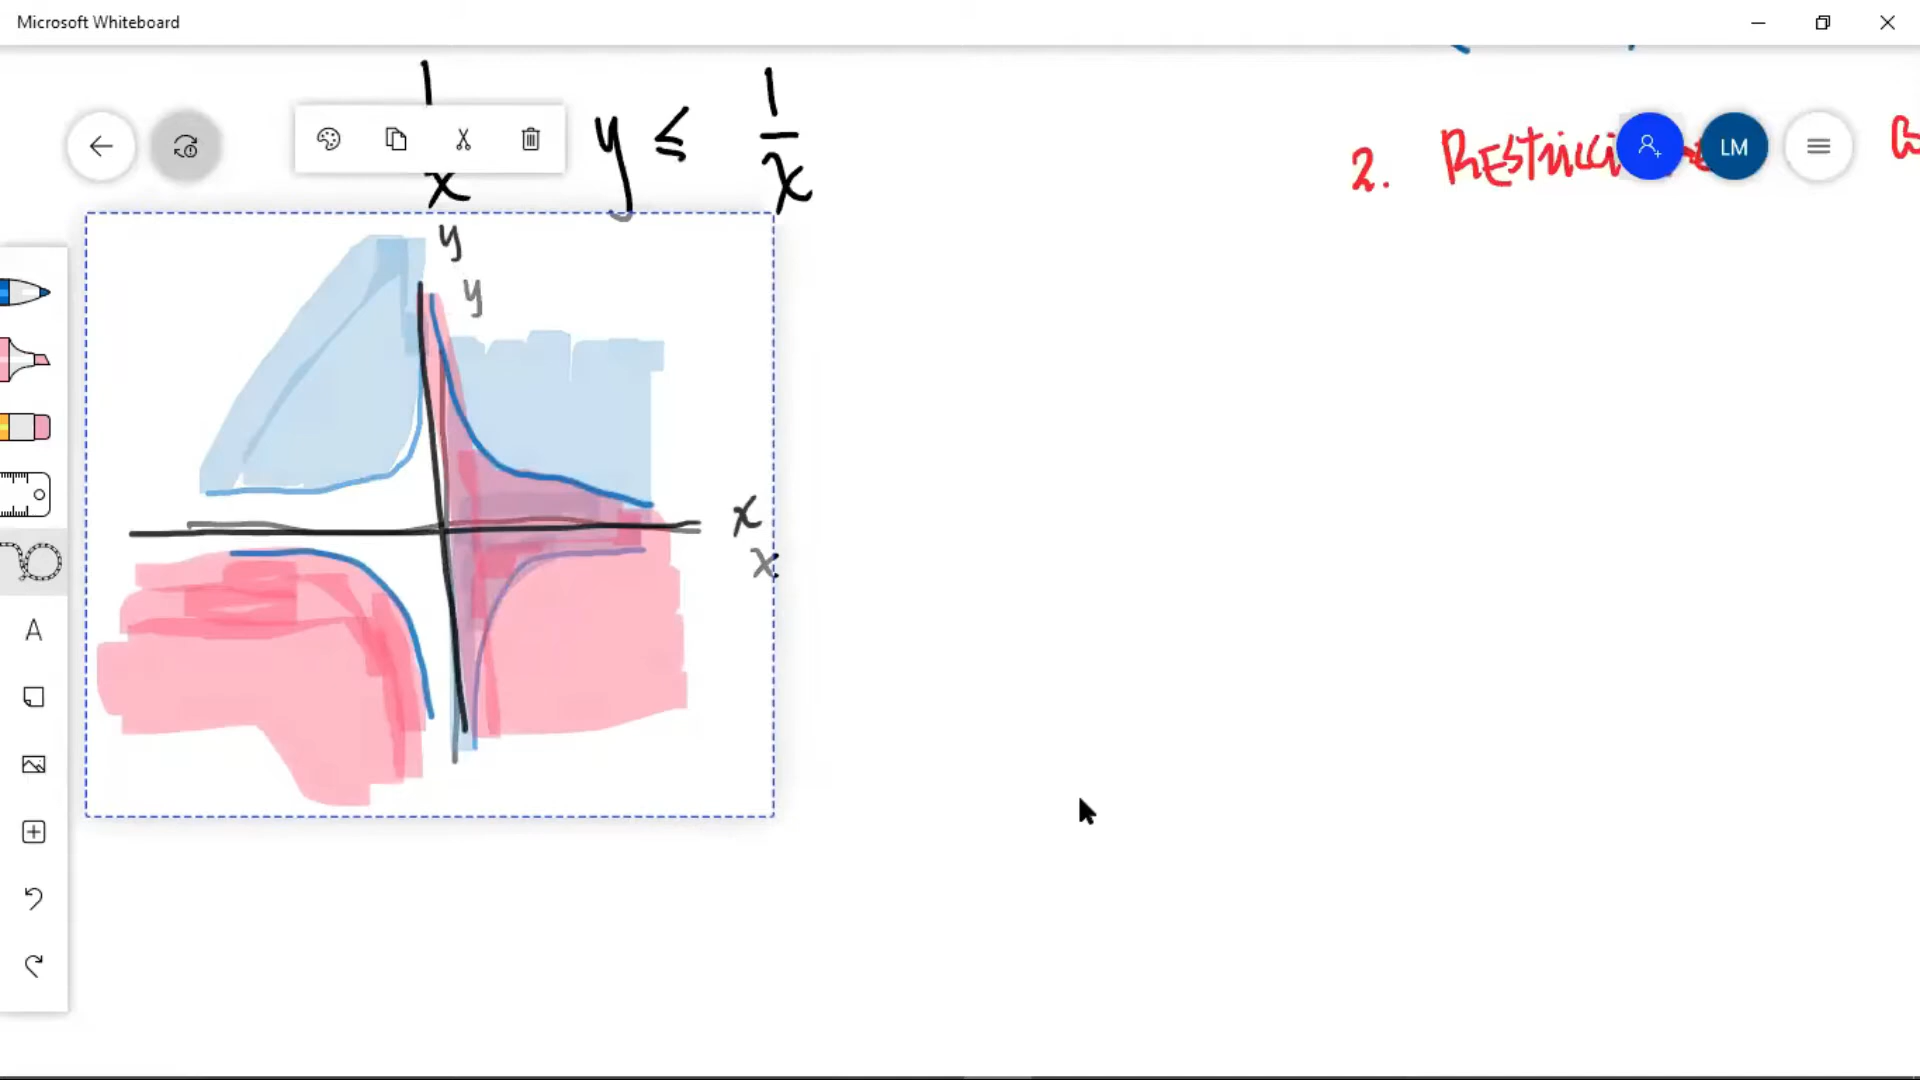 Microsoft Whiteboard
1 y ≤ 1
x x
2.
LM
y
y
x
x
A